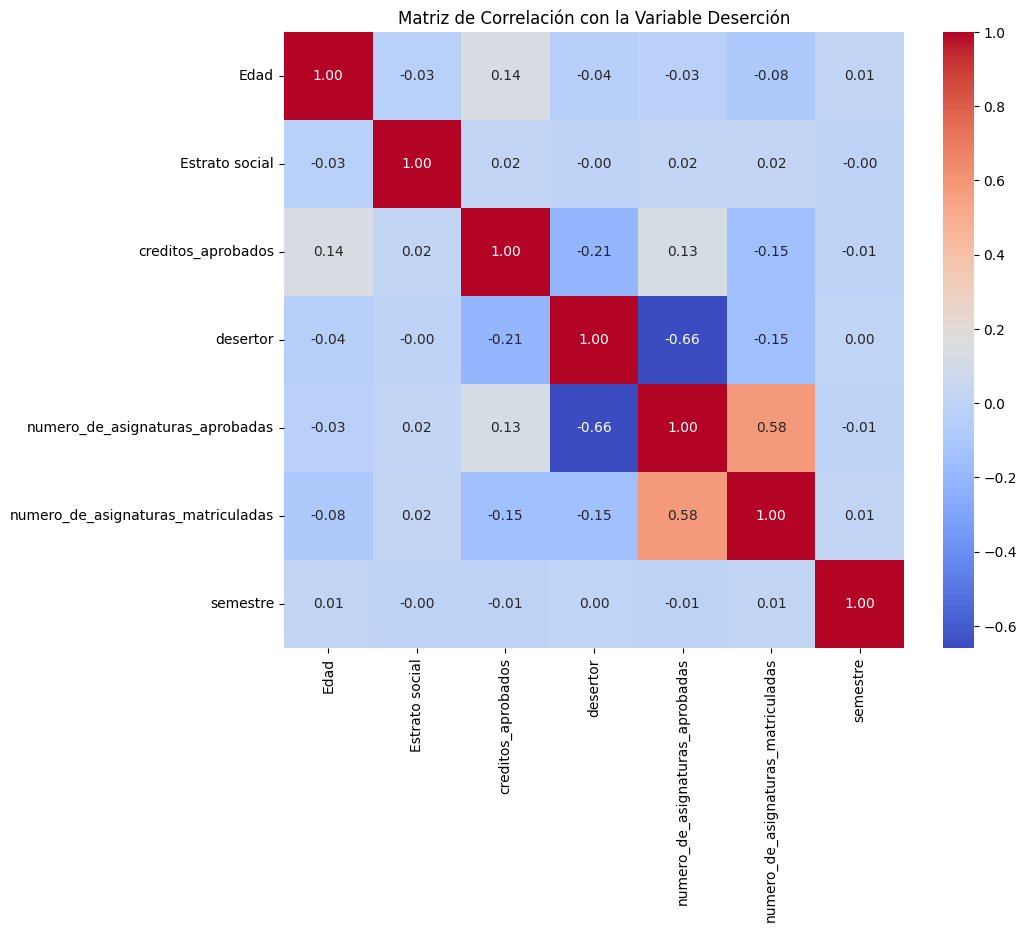 Matriz de Correlación con la Variable Deserción
Edad 1.00 -0.03 0.14 -0.04 -0.03 -0.08 0.01
Estrato social -0.03 1.00 0.02 -0.00 0.02 0.02 -0.00
creditos_aprobados 0.14 0.02 1.00 -0.21 0.13 -0.15 -0.01
desertor -0.04 -0.00 -0.21 1.00 -0.66 -0.15 0.00
numero_de_asignaturas_aprobadas -0.03 0.02 0.13 -0.66 1.00 0.58 -0.01
numero_de_asignaturas_matriculadas -0.08 0.02 -0.15 -0.15 0.58 1.00 0.01
semestre 0.01 -0.00 -0.01 0.00 -0.01 0.01 1.00
Edad
Estrato social
creditos_aprobados
desertor
numero_de_asignaturas_aprobadas
numero_de_asignaturas_matriculadas
semestre
1.0
0.8
0.6
0.4
0.2
0.0
−0.2
−0.4
−0.6